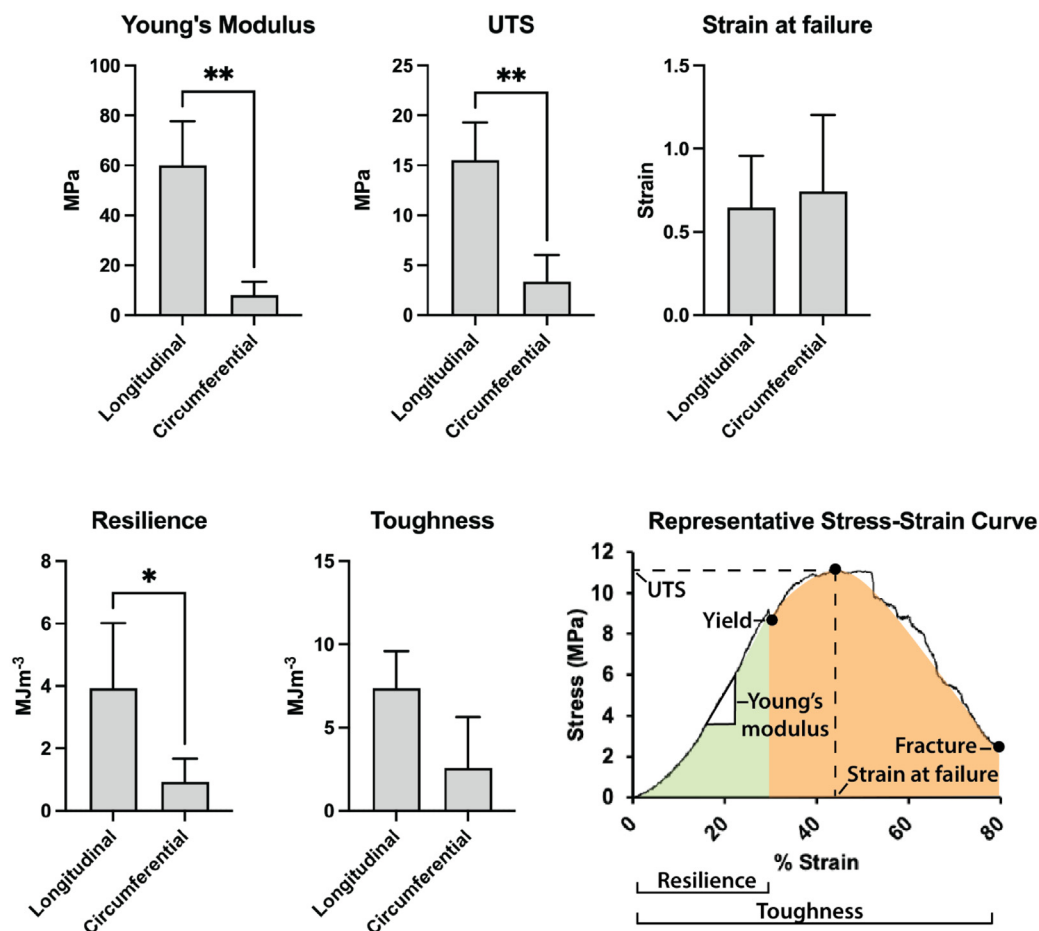 Young's Modulus
MPa
100
80
60
40
20
0
**
Longitudinal
Circumferential
UTS
MPa
25
20
15
10
5
0
**
Longitudinal
Circumferential
Strain at failure
Strain
1.5
1.0
0.5
0.0
Longitudinal
Circumferential
Resilience
MJm⁻³
8
6
4
2
0
*
Longitudinal
Circumferential
Toughness
MJm⁻³
15
10
5
0
Longitudinal
Circumferential
Representative Stress-Strain Curve
Stress (MPa)
12
10
8
6
4
2
0
UTS
Yield
Young's
modulus
Fracture
Strain at failure
0
20
40
60
80
% Strain
Resilience
Toughness